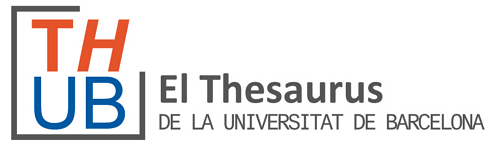 TH
UB
El Thesaurus
DE LA UNIVERSITAT DE BARCELONA